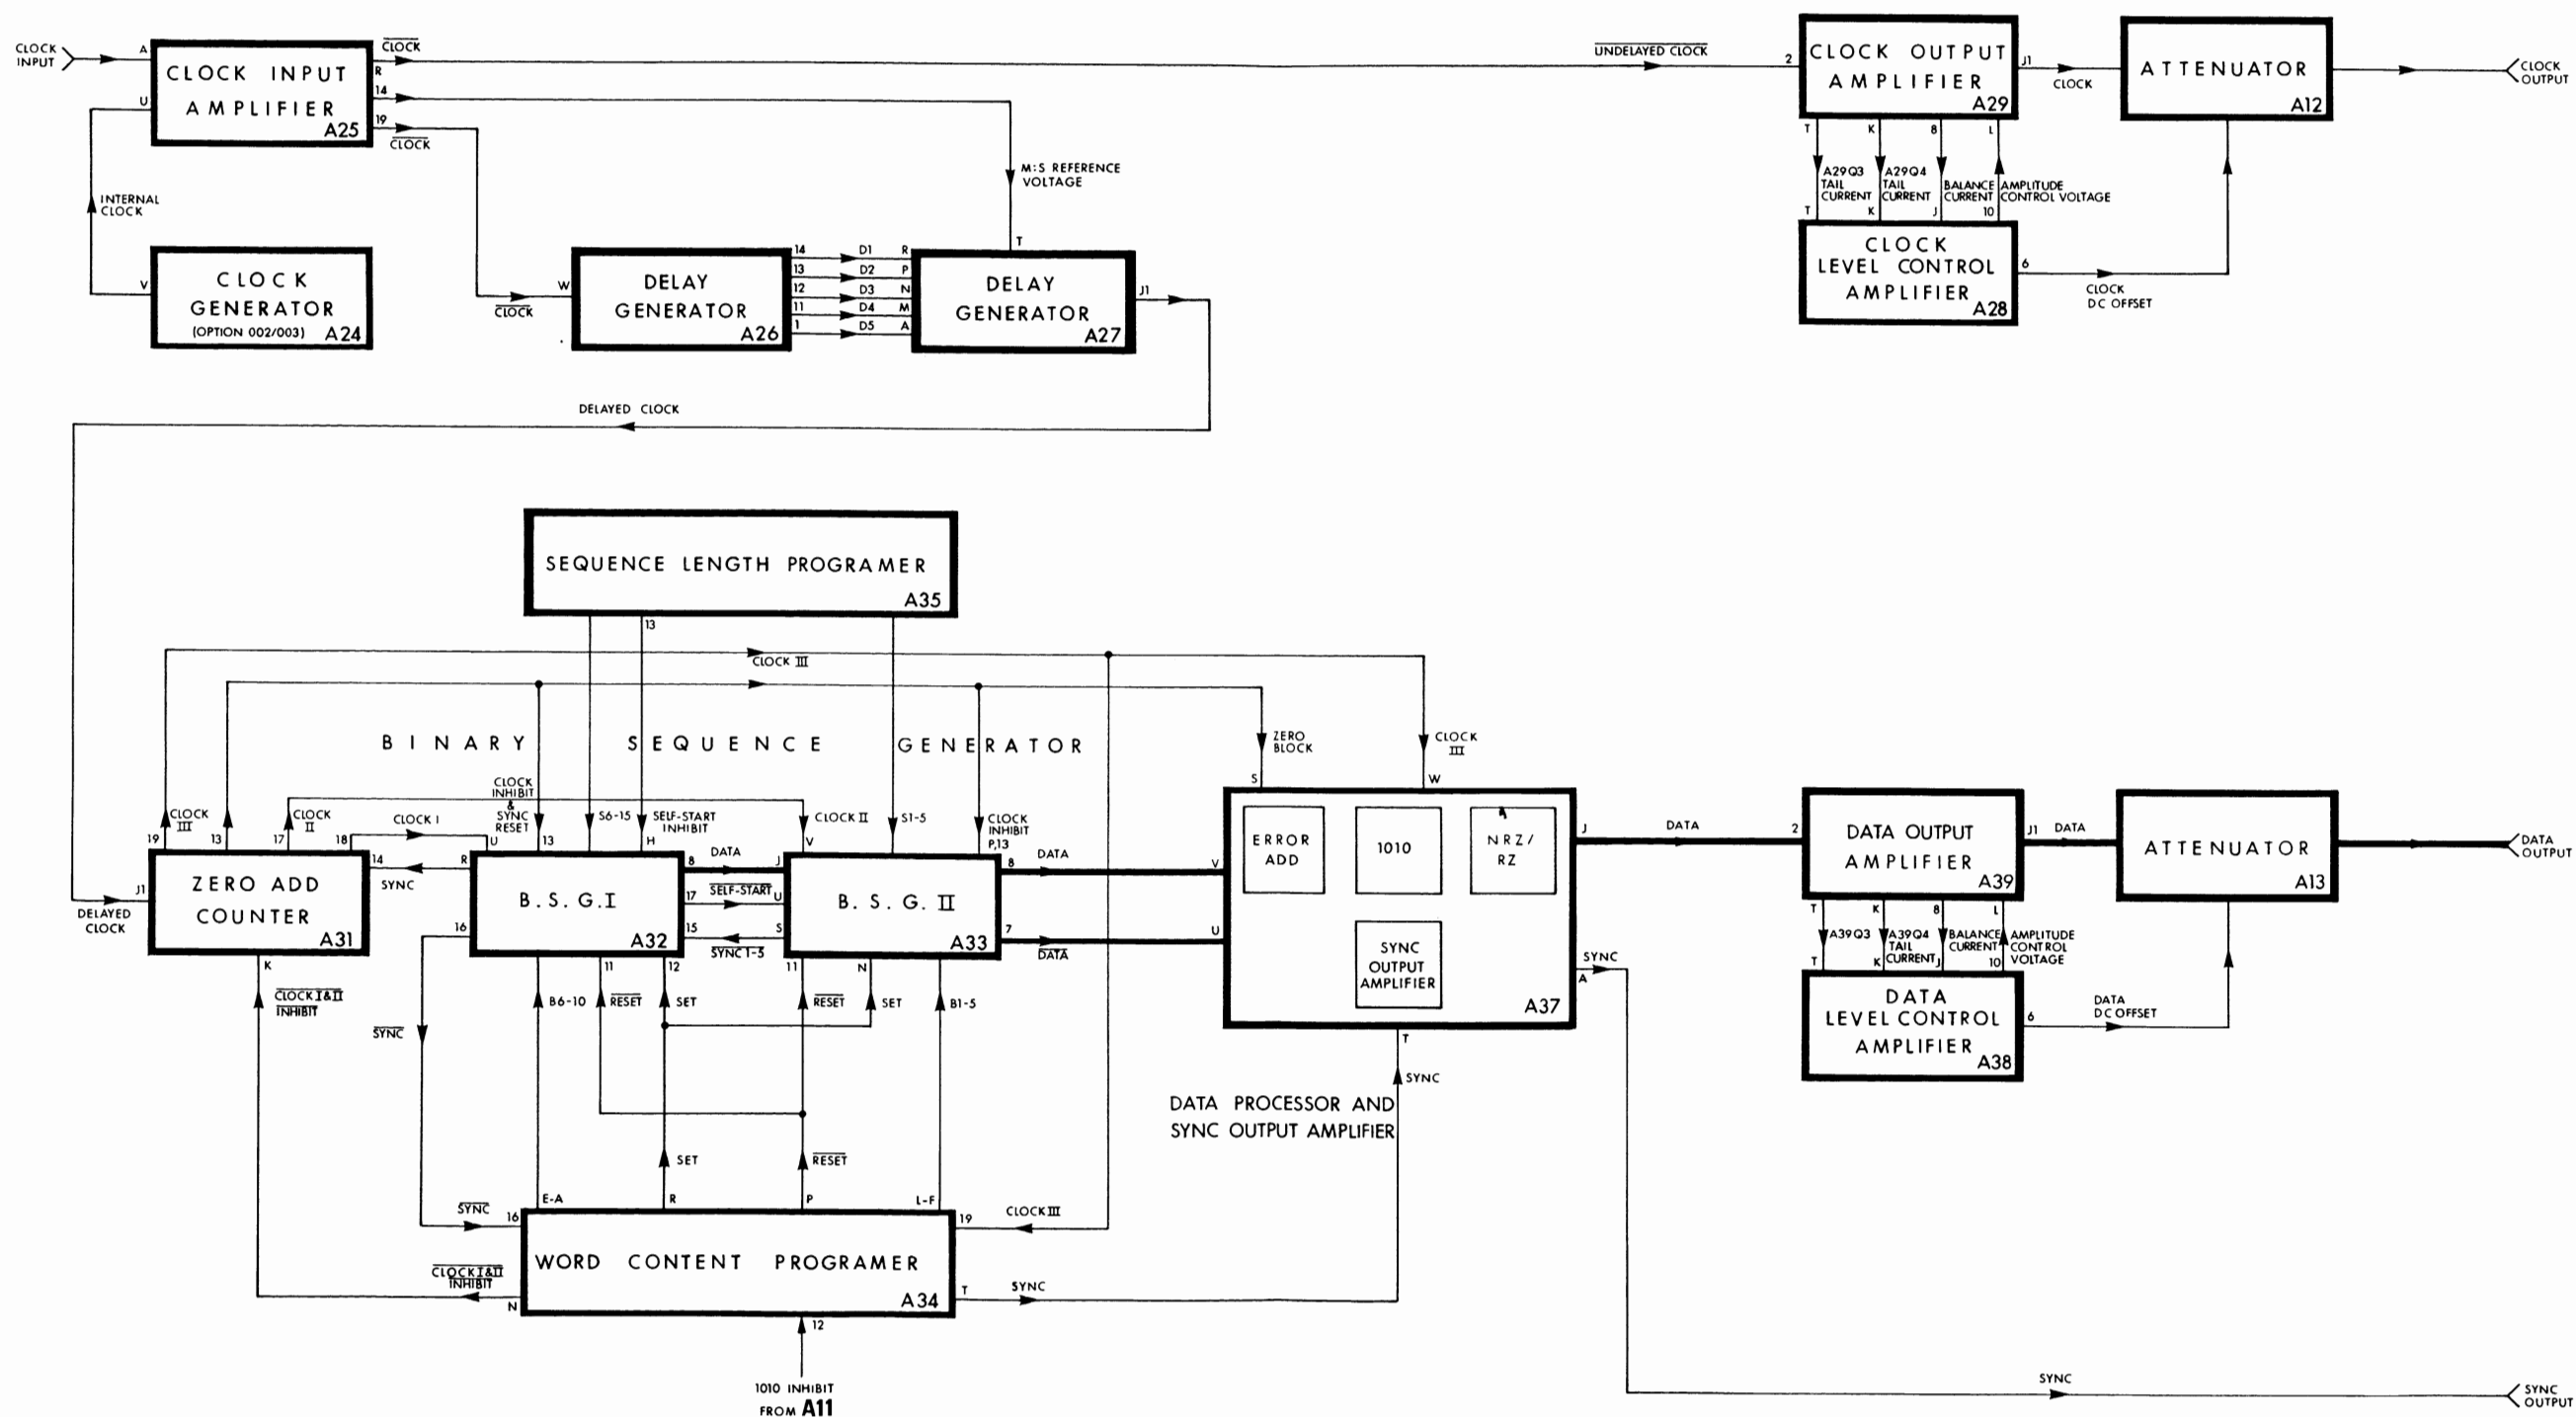 CLOCK
INPUT
A
CLOCK INPUT
AMPLIFIER
A25
U
CLOCK
R
14
19
CLOCK
INTERNAL
CLOCK
V
CLOCK
GENERATOR
(OPTION 002/003) A24
CLOCK
W
DELAY
GENERATOR
A26
14 D1 R
13 D2 P
12 D3 N
11 D4 M
1 D5 A
M:S REFERENCE
VOLTAGE
T
DELAY
GENERATOR
A27
J1
DELAYED CLOCK
UNDELAYED CLOCK
2
CLOCK OUTPUT
AMPLIFIER
A29
J1
CLOCK
ATTENUATOR
A12
CLOCK
OUTPUT
T K 8 L
A29Q3
TAIL
CURRENT
A29Q4
TAIL
CURRENT
BALANCE
CURRENT
AMPLITUDE
CONTROL VOLTAGE
T K J 10
CLOCK
LEVEL CONTROL
AMPLIFIER
A28
6
CLOCK
DC OFFSET
SEQUENCE LENGTH PROGRAMER
A35
13
CLOCK III
BINARY SEQUENCE GENERATOR
ZERO
BLOCK
CLOCK
III
S
W
CLOCK
III
CLOCK
II
CLOCK I
CLOCK
INHIBIT
&
SYNC
RESET
S6-15
SELF-START
INHIBIT
CLOCK II
S1-5
CLOCK
INHIBIT
P,13
19 13 17 18 U 13 H V
J1
DELAYED
CLOCK
ZERO ADD
COUNTER
A31
14
SYNC
R
K
16
B.S.G.I
A32
8 DATA J
17 SELF-START U
15 SYNC 1-5 S
B.S.G.II
A33
8 DATA V
7 DATA U
ERROR
ADD
1010
NRZ/
RZ
SYNC
OUTPUT
AMPLIFIER
A37
J
DATA
2
SYNC
A
DATA OUTPUT
AMPLIFIER
A39
J1 DATA
ATTENUATOR
A13
DATA
OUTPUT
T K 8 L
A39Q3
A39Q4
TAIL
CURRENT
BALANCE
CURRENT
AMPLITUDE
CONTROL
VOLTAGE
T K J 10
DATA
LEVEL CONTROL
AMPLIFIER
A38
6
DATA
DC OFFSET
CLOCK I&II
INHIBIT
SYNC
B6-10
11
RESET
12
SET
11
RESET
N
SET
B1-5
T
SYNC
DATA PROCESSOR AND
SYNC OUTPUT AMPLIFIER
SET
RESET
E-A R P L-F
SYNC
16
19
CLOCK III
WORD CONTENT PROGRAMER
A34
CLOCK I&II
INHIBIT
N
T
SYNC
12
1010 INHIBIT
FROM A11
SYNC
SYNC
OUTPUT